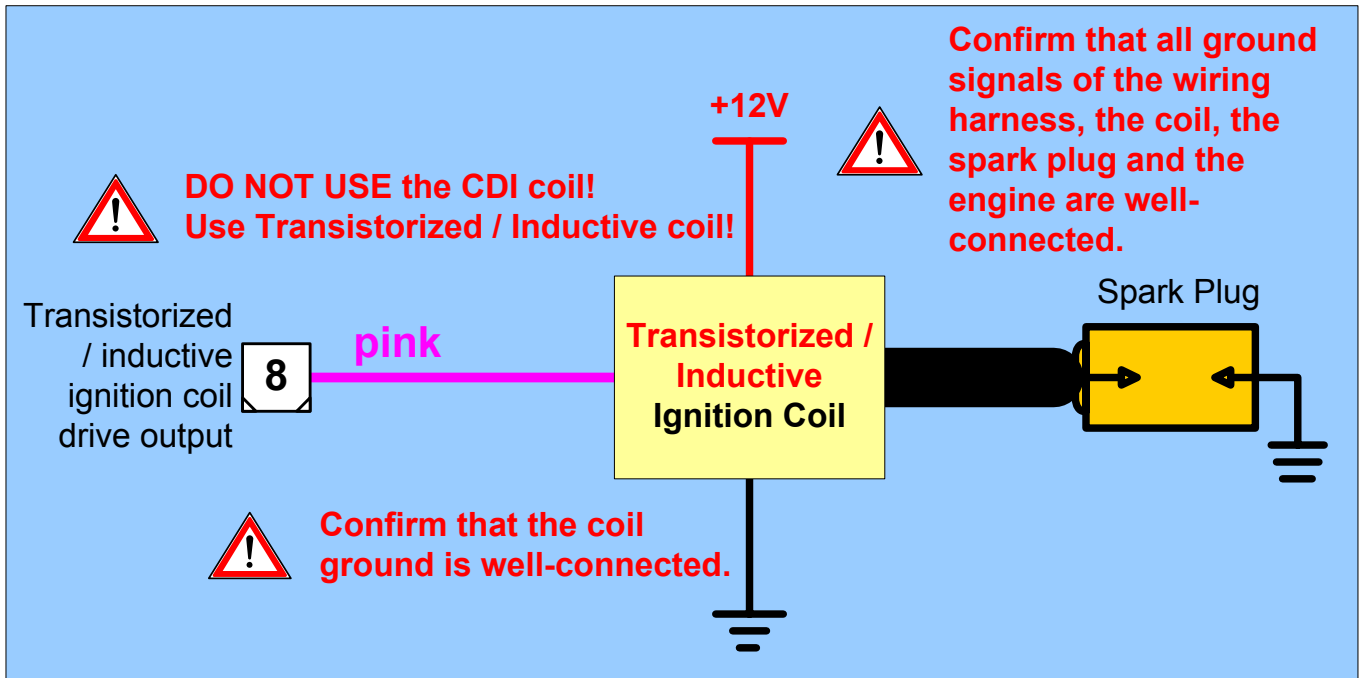 Confirm that all ground
signals of the wiring
harness, the coil, the
spark plug and the
engine are well-
connected.
+12V
!
!
DO NOT USE the CDI coil!
Use Transistorized / Inductive coil!
Spark Plug
Transistorized
/ inductive
ignition coil
drive output
8
pink
Transistorized /
Inductive
Ignition Coil
!
Confirm that the coil
ground is well-connected.